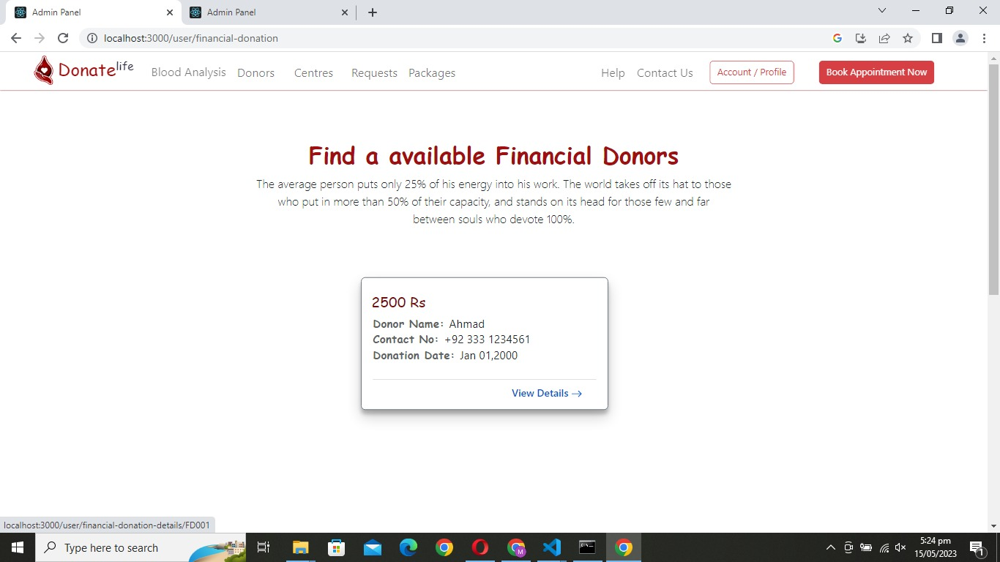 Admin Panel
Admin Panel
localhost:3000/user/financial-donation
Donatelife
Blood Analysis
Donors
Centres
Requests
Packages
Help
Contact Us
Account / Profile
Book Appointment Now
Find a available Financial Donors
The average person puts only 25% of his energy into his work. The world takes off its hat to those
who put in more than 50% of their capacity, and stands on its head for those few and far
between souls who devote 100%.
2500 Rs
Donor Name: Ahmad
Contact No: +92 333 1234561
Donation Date: Jan 01,2000
View Details →
localhost:3000/user/financial-donation-details/FD001
Type here to search
M
5:24 pm
15/05/2023
1